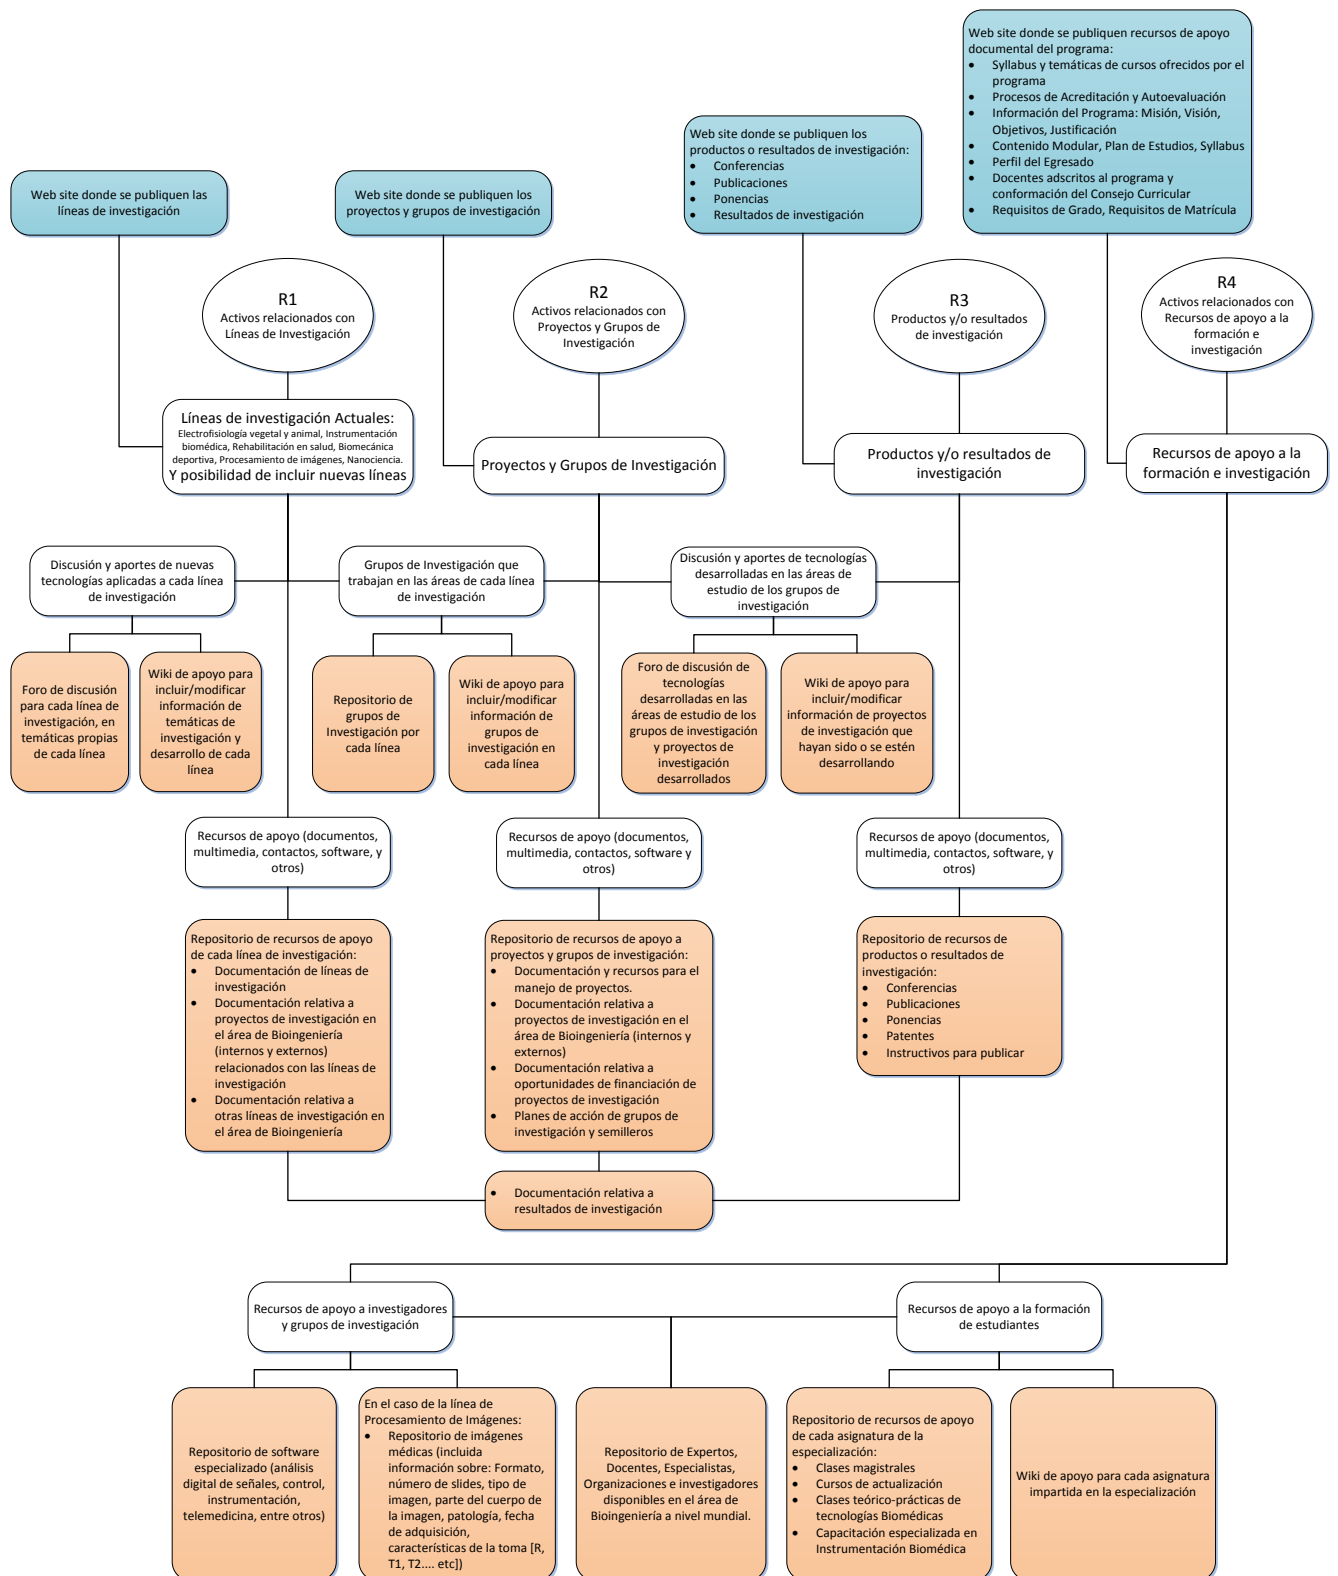 Web site donde se publiquen recursos de apoyo
documental del programa:
• Syllabus y temáticas de cursos ofrecidos por el
programa
• Procesos de Acreditación y Autoevaluación
• Información del Programa: Misión, Visión,
Objetivos, Justificación
• Contenido Modular, Plan de Estudios, Syllabus
• Perfil del Egresado
• Docentes adscritos al programa y
conformación del Consejo Curricular
• Requisitos de Grado, Requisitos de Matrícula
Web site donde se publiquen los
productos o resultados de investigación:
• Conferencias
• Publicaciones
• Ponencias
• Resultados de investigación
Web site donde se publiquen las
líneas de investigación
Web site donde se publiquen los
proyectos y grupos de investigación
R1
Activos relacionados con
Líneas de Investigación
R2
Activos relacionados con
Proyectos y Grupos de
Investigación
R3
Productos y/o resultados
de investigación
R4
Activos relacionados con
Recursos de apoyo a la
formación e
investigación
Líneas de investigación Actuales:
Electrofisiología vegetal y animal, Instrumentación
biomédica, Rehabilitación en salud, Biomecánica
deportiva, Procesamiento de imágenes, Nanociencia.
Y posibilidad de incluir nuevas líneas
Proyectos y Grupos de Investigación
Productos y/o resultados de
investigación
Recursos de apoyo a la
formación e investigación
Discusión y aportes de nuevas
tecnologías aplicadas a cada línea
de investigación
Grupos de Investigación que
trabajan en las áreas de cada línea
de investigación
Discusión y aportes de tecnologías
desarrolladas en las áreas de
estudio de los grupos de
investigación
Foro de discusión
para cada línea de
investigación, en
temáticas propias
de cada línea
Wiki de apoyo para
incluir/modificar
información de
temáticas de
investigación y
desarrollo de cada
línea
Repositorio de
grupos de
Investigación por
cada línea
Wiki de apoyo para
incluir/modificar
información de
grupos de
investigación en
cada línea
Foro de discusión de
tecnologías
desarrolladas en las
áreas de estudio de los
grupos de investigación
y proyectos de
investigación
desarrollados
Wiki de apoyo para
incluir/modificar
información de proyectos
de investigación que
hayan sido o se estén
desarrollando
Recursos de apoyo (documentos,
multimedia, contactos, software, y
otros)
Recursos de apoyo (documentos,
multimedia, contactos, software y
otros)
Recursos de apoyo (documentos,
multimedia, contactos, software, y
otros)
Repositorio de recursos de apoyo
de cada línea de investigación:
• Documentación de líneas de
investigación
• Documentación relativa a
proyectos de investigación en
el área de Bioingeniería
(internos y externos)
relacionados con las líneas de
investigación
• Documentación relativa a
otras líneas de investigación en
el área de Bioingeniería
Repositorio de recursos de apoyo a
proyectos y grupos de investigación:
• Documentación y recursos para el
manejo de proyectos.
• Documentación relativa a
proyectos de investigación en el
área de Bioingeniería (internos y
externos)
• Documentación relativa a
oportunidades de financiación de
proyectos de investigación
• Planes de acción de grupos de
investigación y semilleros
Repositorio de recursos de
productos o resultados de
investigación:
• Conferencias
• Publicaciones
• Ponencias
• Patentes
• Instructivos para publicar
• Documentación relativa a
resultados de investigación
Recursos de apoyo a investigadores
y grupos de investigación
Recursos de apoyo a la formación
de estudiantes
Repositorio de software
especializado (análisis
digital de señales, control,
instrumentación,
telemedicina, entre otros)
En el caso de la línea de
Procesamiento de Imágenes:
• Repositorio de imágenes
médicas (incluida
información sobre: Formato,
número de slides, tipo de
imagen, parte del cuerpo de
la imagen, patología, fecha
de adquisición,
características de la toma [R,
T1, T2.... etc])
Repositorio de Expertos,
Docentes, Especialistas,
Organizaciones e investigadores
disponibles en el área de
Bioingeniería a nivel mundial.
Repositorio de recursos de apoyo
de cada asignatura de la
especialización:
• Clases magistrales
• Cursos de actualización
• Clases teórico-prácticas de
tecnologías Biomédicas
• Capacitación especializada en
Instrumentación Biomédica
Wiki de apoyo para cada asignatura
impartida en la especialización